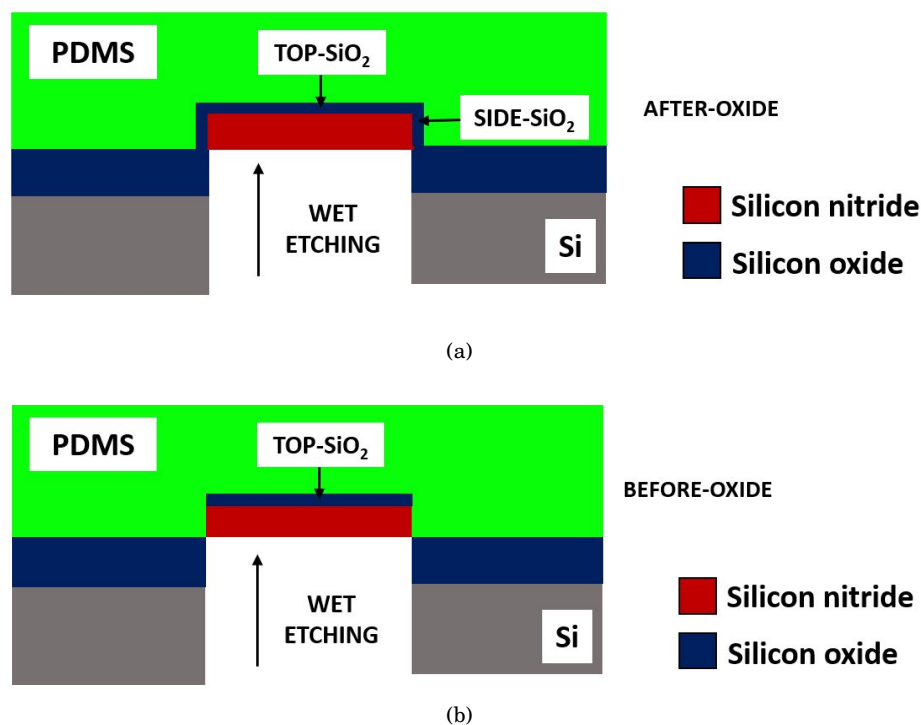 PDMS
TOP-SiO₂
SIDE-SiO₂
AFTER-OXIDE
WET
ETCHING
Si
Silicon nitride
Silicon oxide
(a)
PDMS
TOP-SiO₂
BEFORE-OXIDE
WET
ETCHING
Si
Silicon nitride
Silicon oxide
(b)